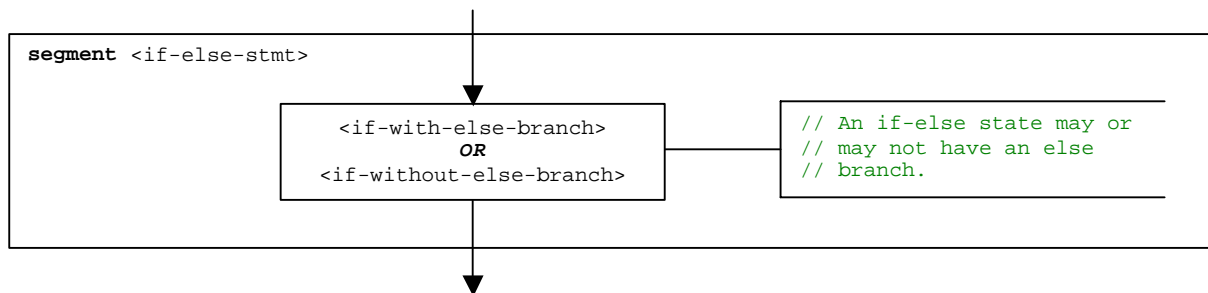 segment <if-else-stmt>
<if-with-else-branch>
OR
<if-without-else-branch>
// An if-else state may or
// may not have an else
// branch.